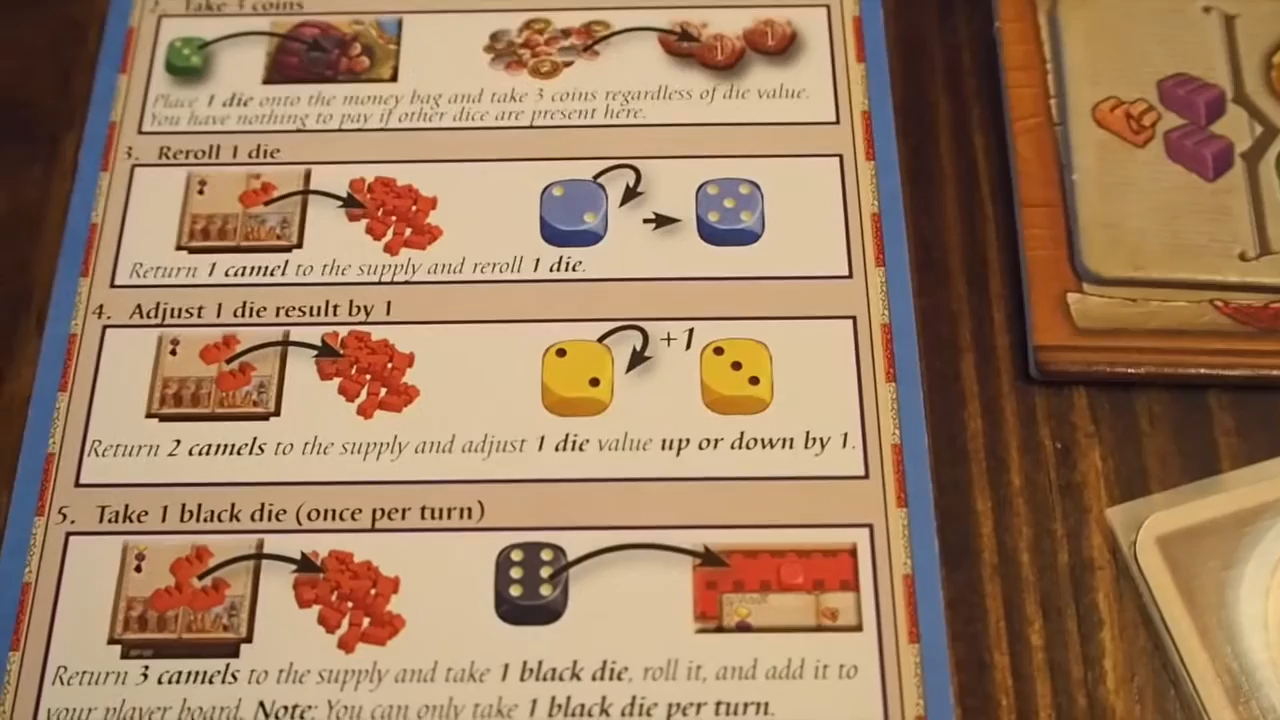 2. Take 3 coins
1
1
Place 1 die onto the money bag and take 3 coins regardless of die value.
You have nothing to pay if other dice are present here.
3. Reroll 1 die
Return 1 camel to the supply and reroll 1 die.
4. Adjust 1 die result by 1
+1
Return 2 camels to the supply and adjust 1 die value up or down by 1.
5. Take 1 black die (once per turn)
Return 3 camels to the supply and take 1 black die, roll it, and add it to
your player board. Note: You can only take 1 black die per turn.